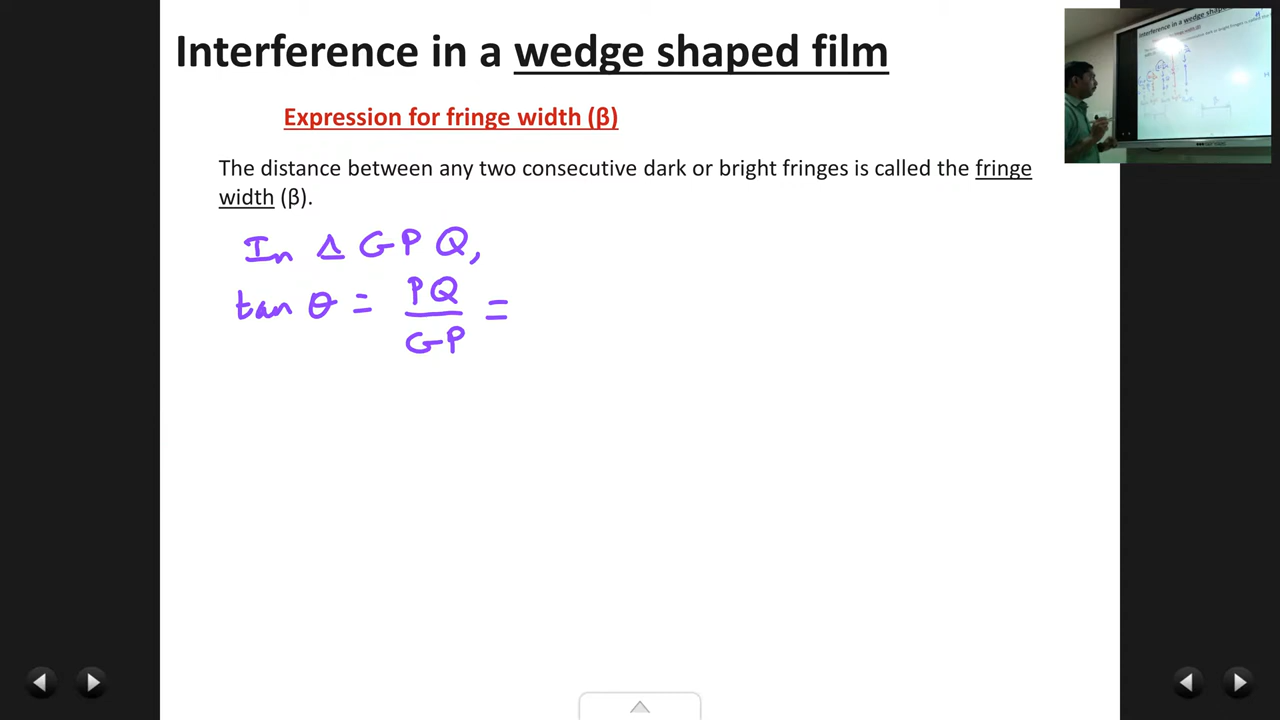 Interference in a wedge shaped film
Expression for fringe width (β)
The distance between any two consecutive dark or bright fringes is called the fringe
width (β).
In Δ GPQ,
tan θ = PQ/GP =